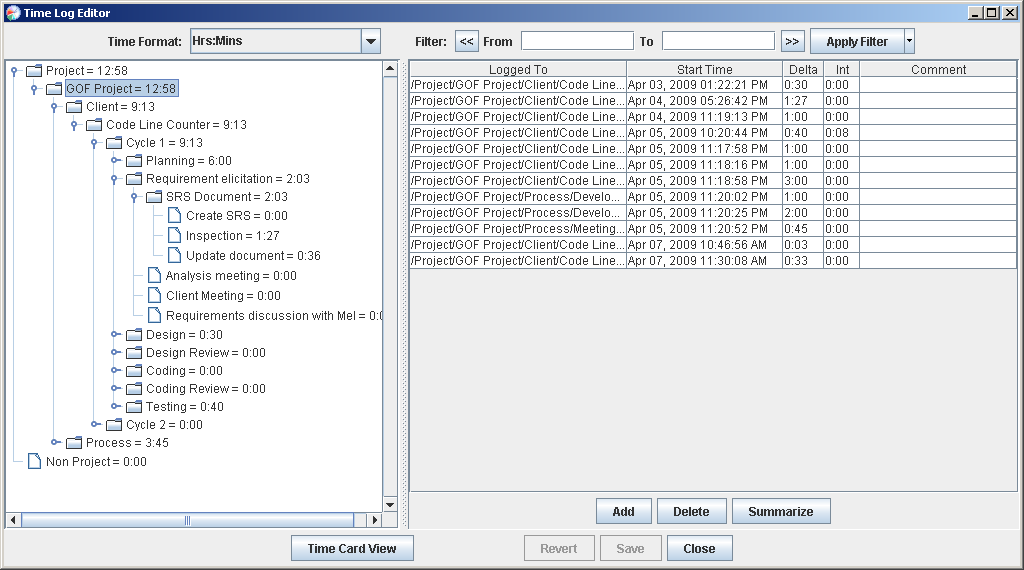 Time Log Editor
Time Format: Hrs:Mins Filter: << From To >> Apply Filter
Project = 12:58
GOF Project = 12:58
Client = 9:13
Code Line Counter = 9:13
Cycle 1 = 9:13
Planning = 6:00
Requirement elicitation = 2:03
SRS Document = 2:03
Create SRS = 0:00
Inspection = 1:27
Update document = 0:36
Analysis meeting = 0:00
Client Meeting = 0:00
Requirements discussion with Mel = 0:0
Design = 0:30
Design Review = 0:00
Coding = 0:00
Coding Review = 0:00
Testing = 0:40
Cycle 2 = 0:00
Process = 3:45
Non Project = 0:00
Logged To Start Time Delta Int Comment
/Project/GOF Project/Client/Code Line... Apr 03, 2009 01:22:21 PM 0:30 0:00
/Project/GOF Project/Client/Code Line... Apr 04, 2009 05:26:42 PM 1:27 0:00
/Project/GOF Project/Client/Code Line... Apr 04, 2009 11:19:13 PM 1:00 0:00
/Project/GOF Project/Client/Code Line... Apr 05, 2009 10:20:44 PM 0:40 0:08
/Project/GOF Project/Client/Code Line... Apr 05, 2009 11:17:58 PM 1:00 0:00
/Project/GOF Project/Client/Code Line... Apr 05, 2009 11:18:16 PM 1:00 0:00
/Project/GOF Project/Client/Code Line... Apr 05, 2009 11:18:58 PM 3:00 0:00
/Project/GOF Project/Process/Develo... Apr 05, 2009 11:20:02 PM 1:00 0:00
/Project/GOF Project/Process/Develo... Apr 05, 2009 11:20:25 PM 2:00 0:00
/Project/GOF Project/Process/Meeting... Apr 05, 2009 11:20:52 PM 0:45 0:00
/Project/GOF Project/Client/Code Line... Apr 07, 2009 10:46:56 AM 0:03 0:00
/Project/GOF Project/Client/Code Line... Apr 07, 2009 11:30:08 AM 0:33 0:00
Add Delete Summarize
Time Card View Revert Save Close